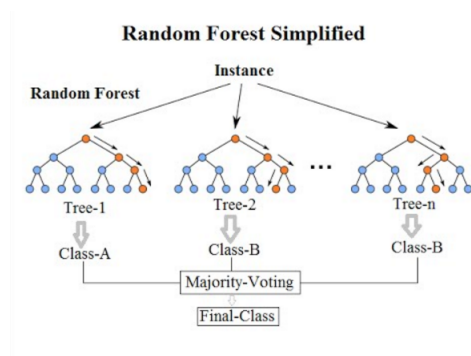 Random Forest Simplified
Instance
Random Forest
...
Tree-1 Tree-2 Tree-n
Class-A Class-B Class-B
Majority-Voting
Final-Class